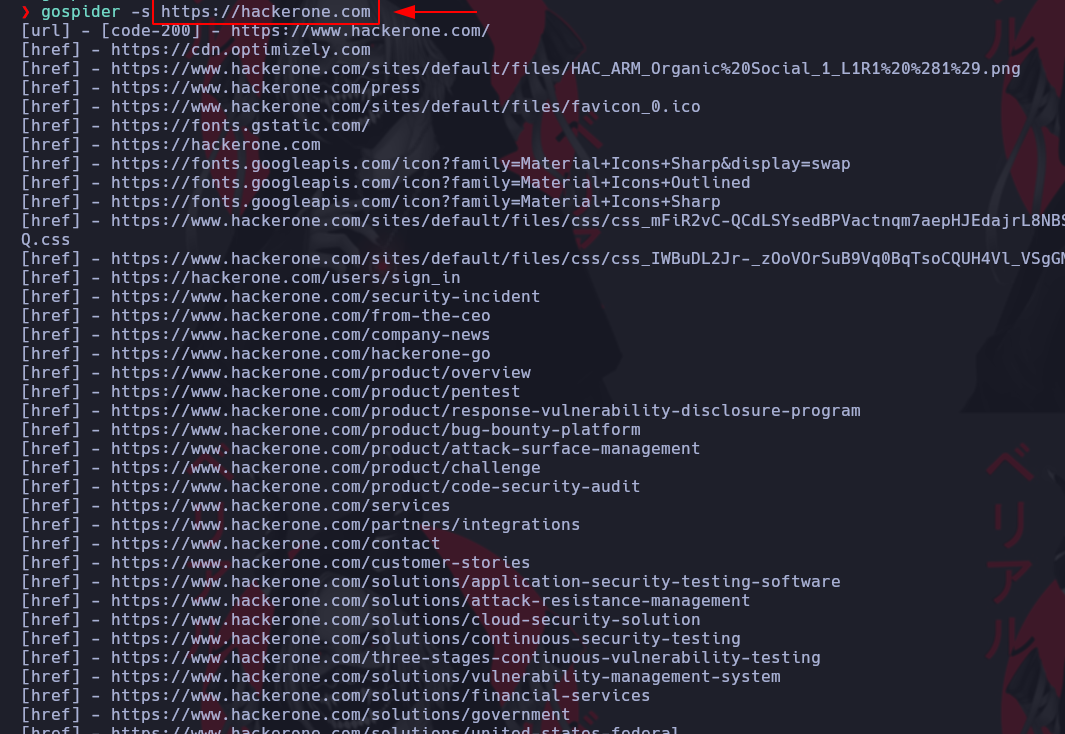 ❯ gospider -s https://hackerone.com
[url] - [code-200] - https://www.hackerone.com/
[href] - https://cdn.optimizely.com
[href] - https://www.hackerone.com/sites/default/files/HAC_ARM_Organic%20Social_1_L1R1%20%281%29.png
[href] - https://www.hackerone.com/press
[href] - https://www.hackerone.com/sites/default/files/favicon_0.ico
[href] - https://fonts.gstatic.com/
[href] - https://hackerone.com
[href] - https://fonts.googleapis.com/icon?family=Material+Icons+Sharp&display=swap
[href] - https://fonts.googleapis.com/icon?family=Material+Icons+Outlined
[href] - https://fonts.googleapis.com/icon?family=Material+Icons+Sharp
[href] - https://www.hackerone.com/sites/default/files/css/css_mFiR2vC-QCdLSYsedBPVactnqm7aepHJEdajrL8NBS
Q.css
[href] - https://www.hackerone.com/sites/default/files/css/css_IWBuDL2Jr-_zOoVOrSuB9Vq0BqTsoCQUH4Vl_VSgGM
[href] - https://hackerone.com/users/sign_in
[href] - https://www.hackerone.com/security-incident
[href] - https://www.hackerone.com/from-the-ceo
[href] - https://www.hackerone.com/company-news
[href] - https://www.hackerone.com/hackerone-go
[href] - https://www.hackerone.com/product/overview
[href] - https://www.hackerone.com/product/pentest
[href] - https://www.hackerone.com/product/response-vulnerability-disclosure-program
[href] - https://www.hackerone.com/product/bug-bounty-platform
[href] - https://www.hackerone.com/product/attack-surface-management
[href] - https://www.hackerone.com/product/challenge
[href] - https://www.hackerone.com/product/code-security-audit
[href] - https://www.hackerone.com/services
[href] - https://www.hackerone.com/partners/integrations
[href] - https://www.hackerone.com/contact
[href] - https://www.hackerone.com/customer-stories
[href] - https://www.hackerone.com/solutions/application-security-testing-software
[href] - https://www.hackerone.com/solutions/attack-resistance-management
[href] - https://www.hackerone.com/solutions/cloud-security-solution
[href] - https://www.hackerone.com/solutions/continuous-security-testing
[href] - https://www.hackerone.com/three-stages-continuous-vulnerability-testing
[href] - https://www.hackerone.com/solutions/vulnerability-management-system
[href] - https://www.hackerone.com/solutions/financial-services
[href] - https://www.hackerone.com/solutions/government
[href] - https://www.hackerone.com/solutions/united-states-federal
ベリアル